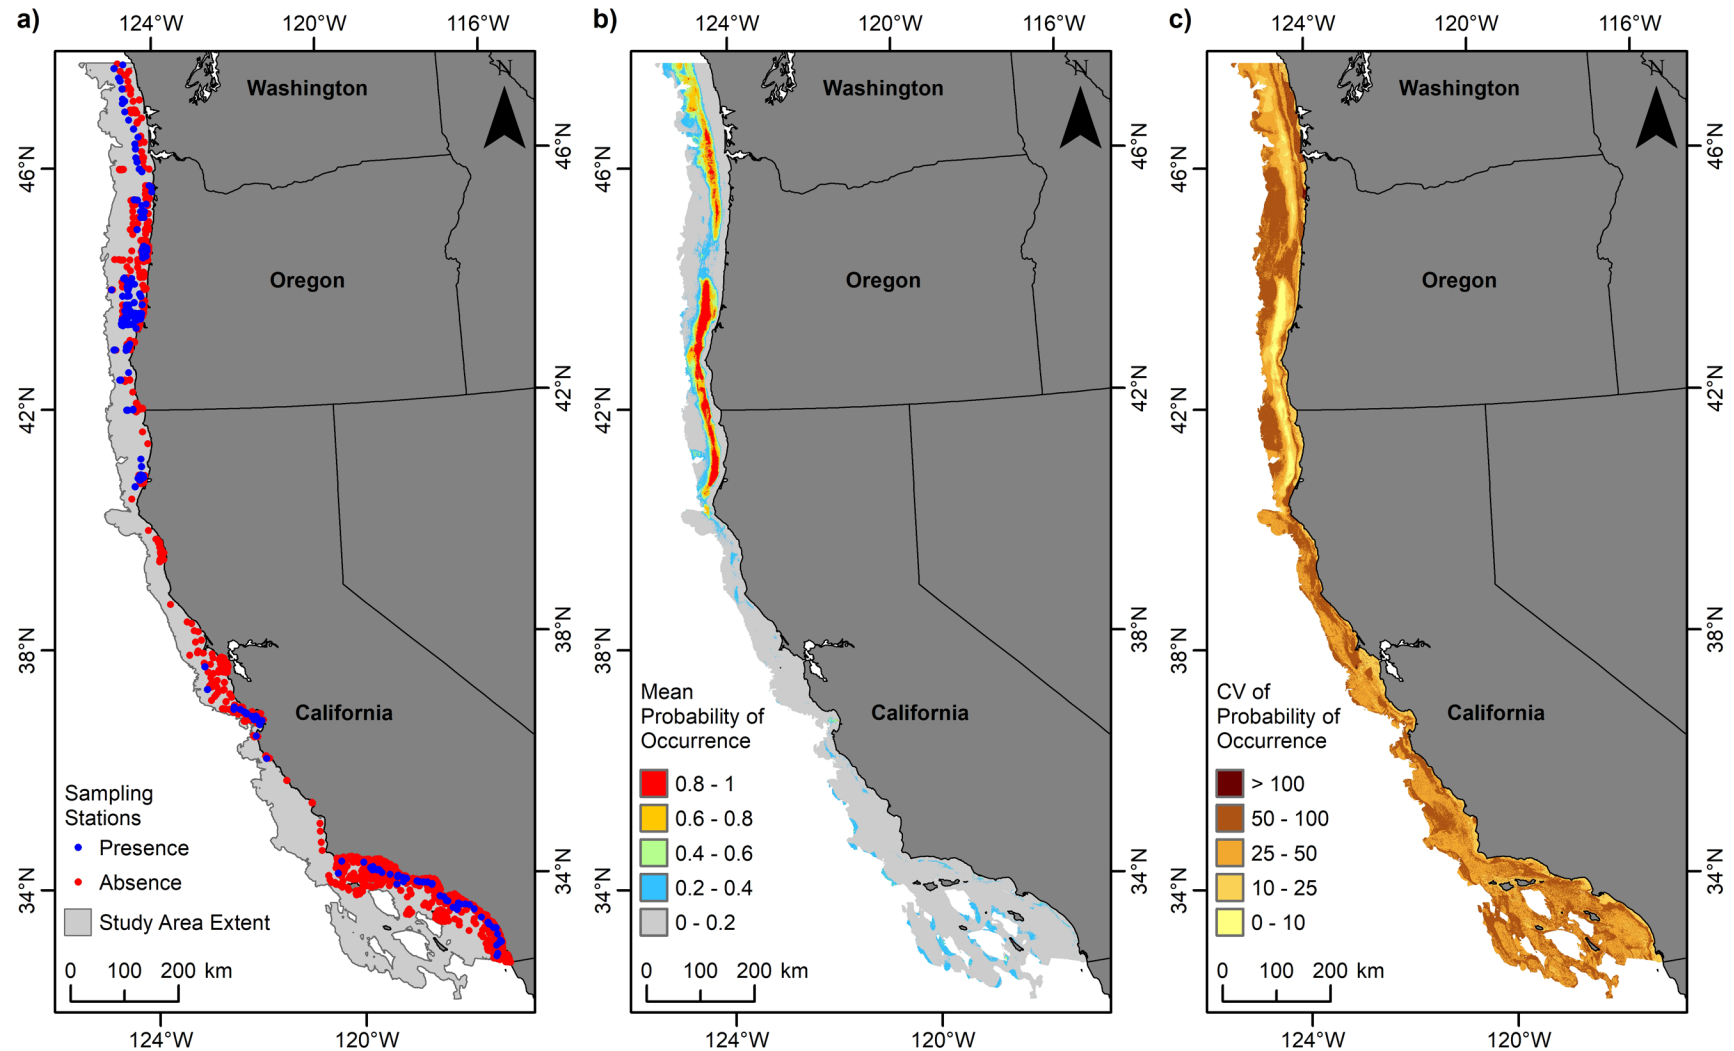 a)
124°W 120°W 116°W
N
Washington
Oregon
California
46°N
42°N
38°N
34°N
46°N
42°N
38°N
34°N
Sampling
Stations
Presence
Absence
Study Area Extent
0 100 200 km
124°W 120°W
b)
124°W 120°W 116°W
N
Washington
Oregon
California
46°N
42°N
38°N
34°N
46°N
42°N
38°N
34°N
Mean
Probability of
Occurrence
0.8 - 1
0.6 - 0.8
0.4 - 0.6
0.2 - 0.4
0 - 0.2
0 100 200 km
124°W 120°W
c)
124°W 120°W 116°W
N
Washington
Oregon
California
46°N
42°N
38°N
34°N
46°N
42°N
38°N
34°N
CV of
Probability of
Occurrence
> 100
50 - 100
25 - 50
10 - 25
0 - 10
0 100 200 km
124°W 120°W